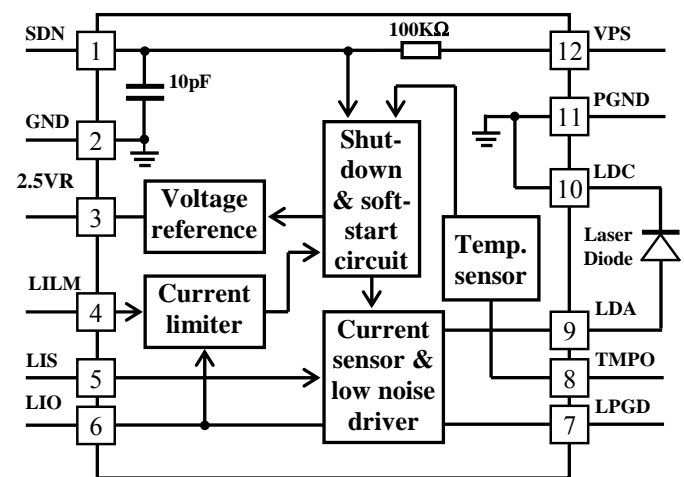 SDN
1
100KΩ
12
VPS
10pF
GND
2
11
PGND
2.5VR
3
Voltage
reference
Shut-
down
& soft-
start
circuit
Temp.
sensor
10
LDC
Laser
Diode
LILM
4
Current
limiter
Current
sensor &
low noise
driver
9
LDA
LIS
5
8
TMPO
LIO
6
7
LPGD